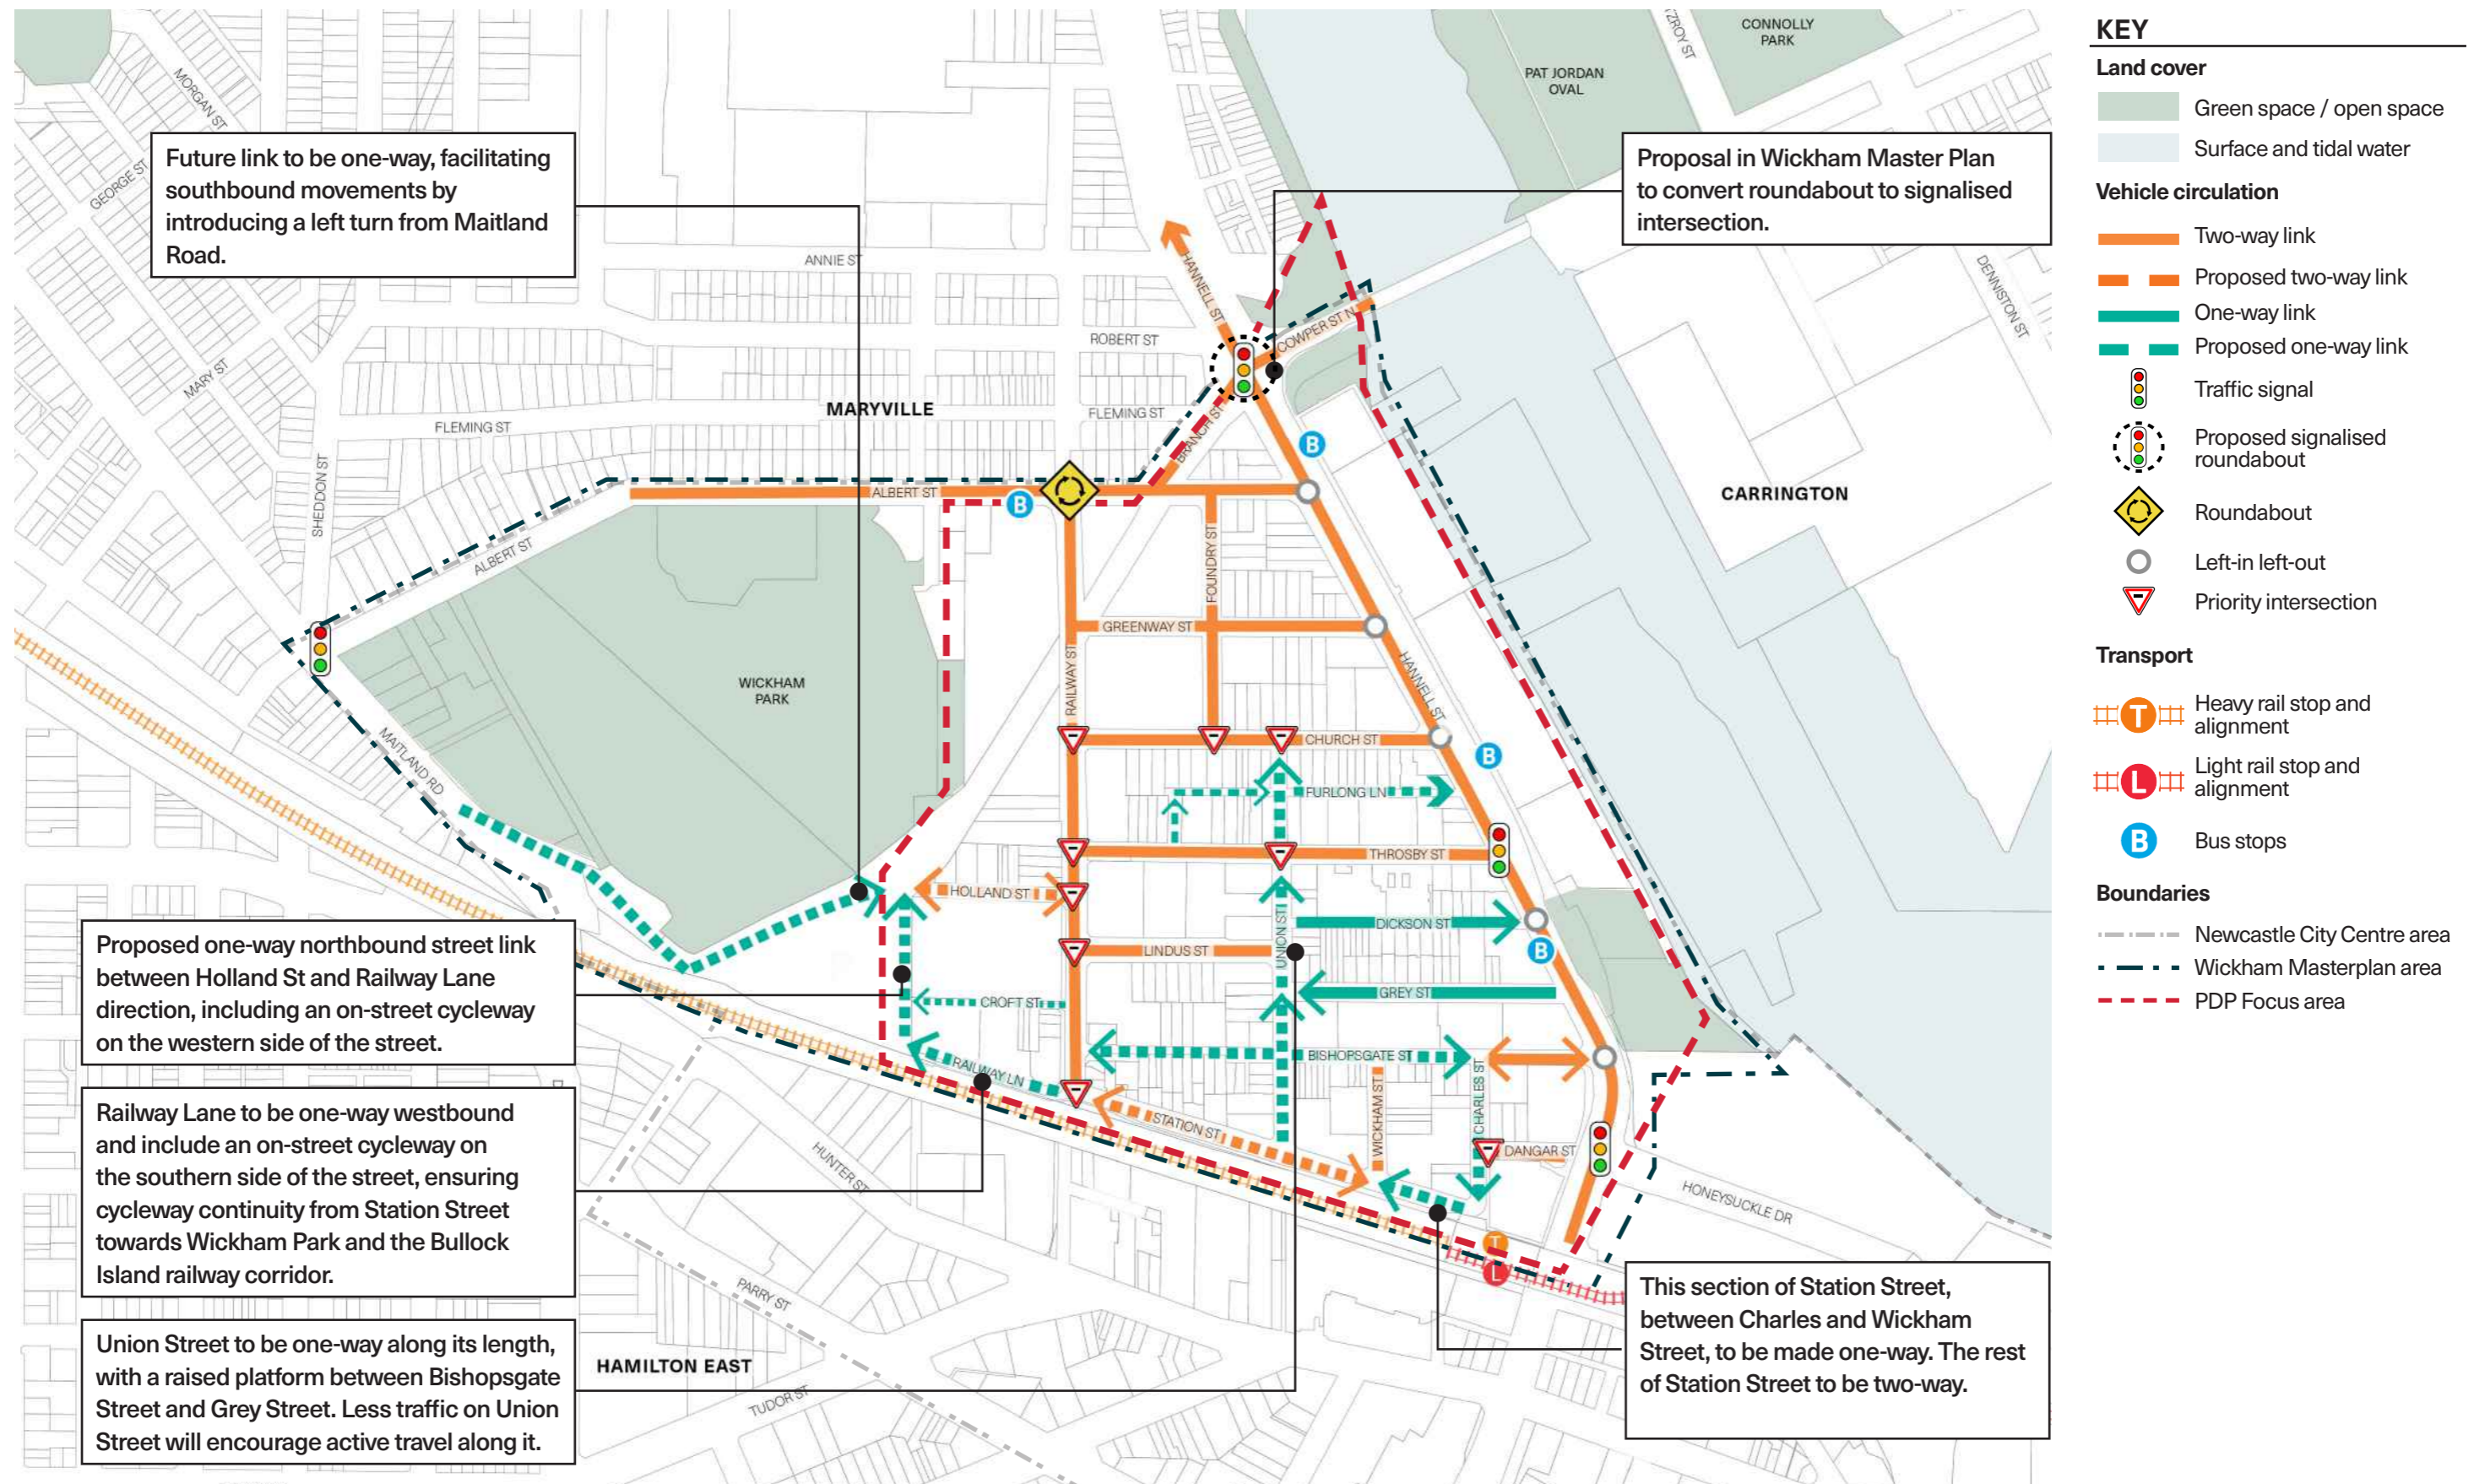 CONNOLLY
PARK
PAT JORDAN
OVAL
MORGAN ST
GEORGE ST
Future link to be one-way, facilitating
southbound movements by
introducing a left turn from Maitland
Road.
Proposal in Wickham Master Plan
to convert roundabout to signalised
intersection.
DENNISTON ST
ANNIE ST
HANNELL ST
COWPER ST N
ROBERT ST
MARY ST
MARYVILLE
FLEMING ST
FLEMING ST
BRANCH ST
B
SHEDDON ST
ALBERT ST
B
CARRINGTON
ALBERT ST
FOUNDRY ST
GREENWAY ST
RAILWAY ST
HANNELL ST
WICKHAM
PARK
MAITLAND RD
CHURCH ST
B
FURLONG LN
THROSBY ST
HOLLAND ST
DICKSON ST
UNION ST
LINDUS ST
B
GREY ST
CROFT ST
BISHOPSGATE ST
RAILWAY LN
STATION ST
WICKHAM ST
CHARLES ST
DANGAR ST
HONEYSUCKLE DR
HUNTER ST
PARRY ST
T
L
HAMILTON EAST
TUDOR ST
Proposed one-way northbound street link
between Holland St and Railway Lane
direction, including an on-street cycleway
on the western side of the street.
Railway Lane to be one-way westbound
and include an on-street cycleway on
the southern side of the street, ensuring
cycleway continuity from Station Street
towards Wickham Park and the Bullock
Island railway corridor.
Union Street to be one-way along its length,
with a raised platform between Bishopsgate
Street and Grey Street. Less traffic on Union
Street will encourage active travel along it.
This section of Station Street,
between Charles and Wickham
Street, to be made one-way. The rest
of Station Street to be two-way.
KEY
Land cover
Green space / open space
Surface and tidal water
Vehicle circulation
Two-way link
Proposed two-way link
One-way link
Proposed one-way link
Traffic signal
Proposed signalised
roundabout
Roundabout
Left-in left-out
Priority intersection
Transport
T
Heavy rail stop and
alignment
L
Light rail stop and
alignment
B
Bus stops
Boundaries
Newcastle City Centre area
Wickham Masterplan area
PDP Focus area